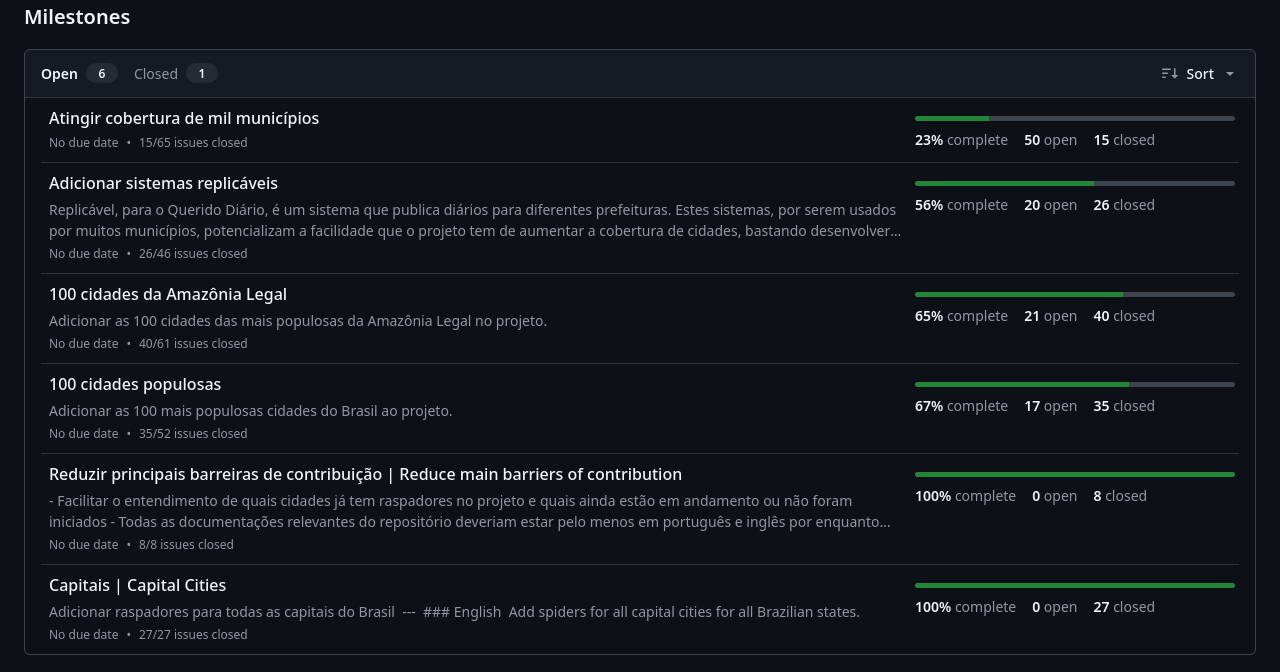 Milestones
Open 6 Closed 1 Sort
Atingir cobertura de mil municípios
No due date • 15/65 issues closed
23% complete 50 open 15 closed
Adicionar sistemas replicáveis
Replicável, para o Querido Diário, é um sistema que publica diários para diferentes prefeituras. Estes sistemas, por serem usados
por muitos municípios, potencializam a facilidade que o projeto tem de aumentar a cobertura de cidades, bastando desenvolver...
No due date • 26/46 issues closed
56% complete 20 open 26 closed
100 cidades da Amazônia Legal
Adicionar as 100 cidades das mais populosas da Amazônia Legal no projeto.
No due date • 40/61 issues closed
65% complete 21 open 40 closed
100 cidades populosas
Adicionar as 100 mais populosas cidades do Brasil ao projeto.
No due date • 35/52 issues closed
67% complete 17 open 35 closed
Reduzir principais barreiras de contribuição | Reduce main barriers of contribution
- Facilitar o entendimento de quais cidades já tem raspadores no projeto e quais ainda estão em andamento ou não foram
iniciados - Todas as documentações relevantes do repositório deveriam estar pelo menos em português e inglês por enquanto...
No due date • 8/8 issues closed
100% complete 0 open 8 closed
Capitais | Capital Cities
Adicionar raspadores para todas as capitais do Brasil --- ### English Add spiders for all capital cities for all Brazilian states.
No due date • 27/27 issues closed
100% complete 0 open 27 closed